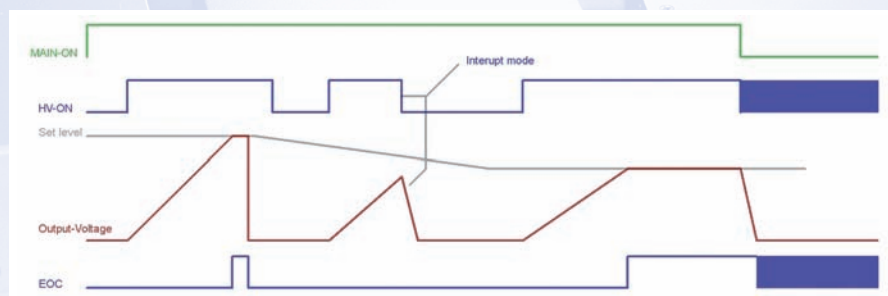 MAIN-ON
Interupt mode
HV-ON
Set level
Output-Voltage
EOC